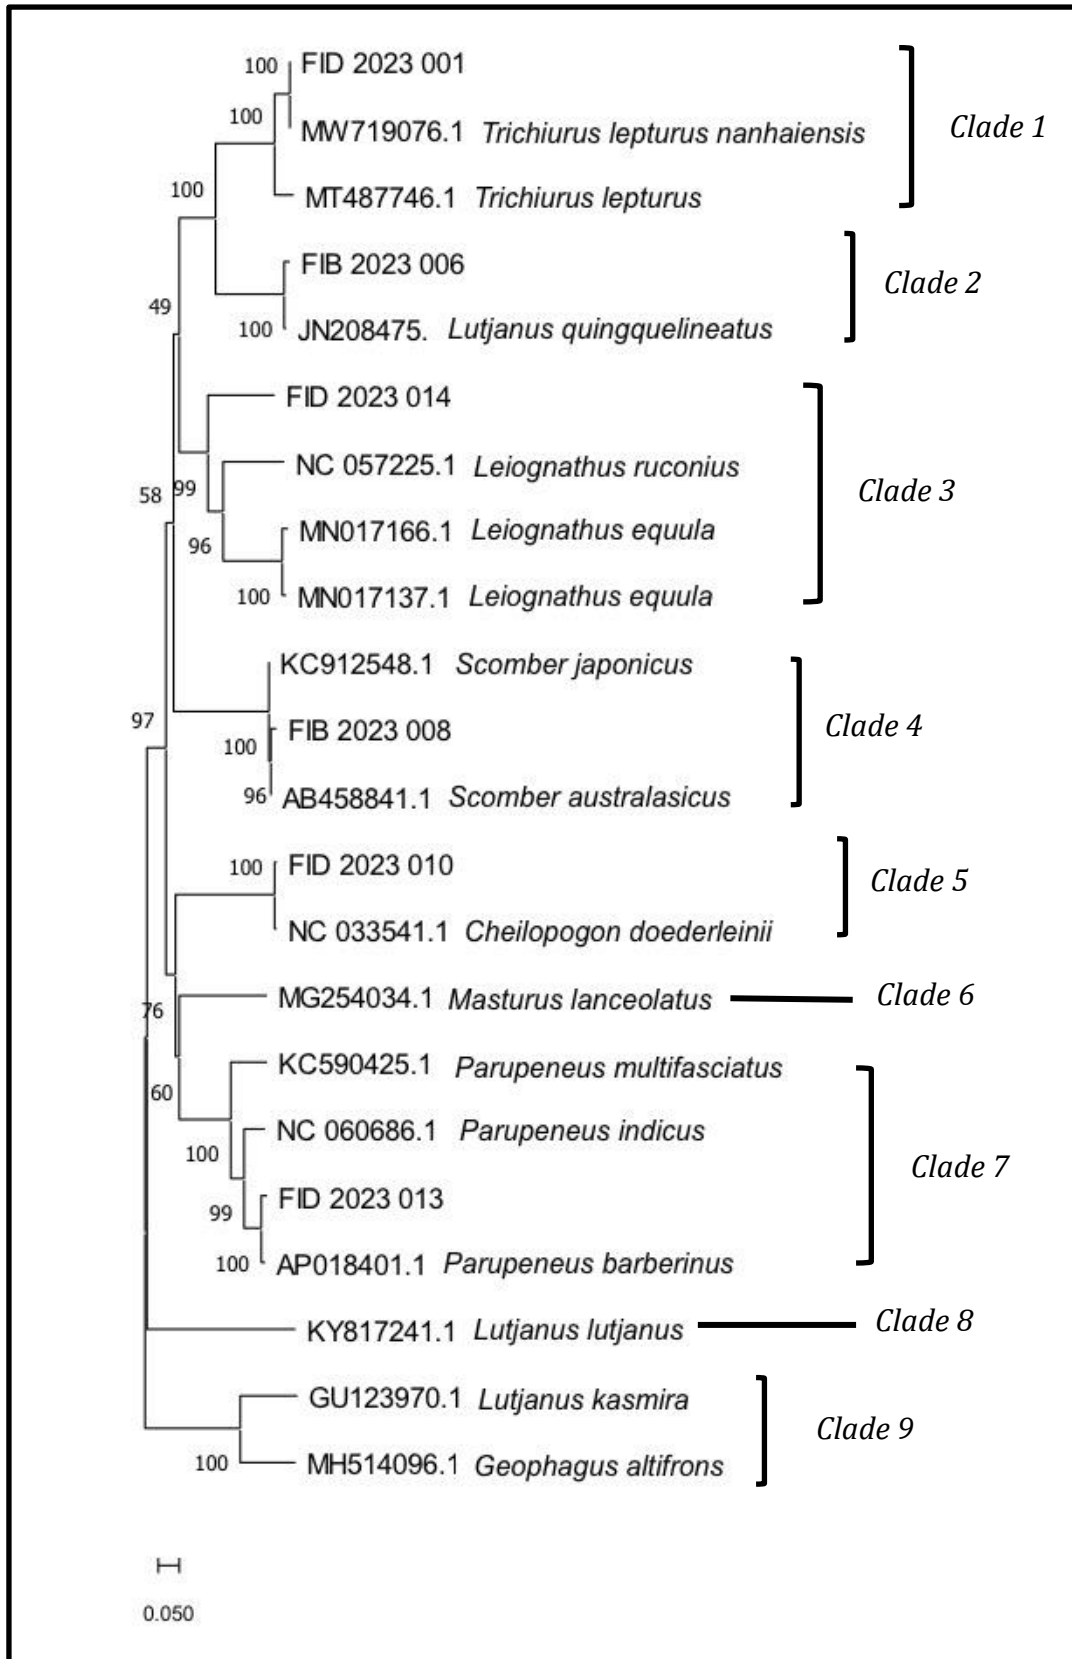 100 FID 2023 001
100 MW719076.1 Trichiurus lepturus nanhaiensis Clade 1
100 MT487746.1 Trichiurus lepturus
FIB 2023 006
Clade 2
49
100 JN208475. Lutjanus quingquelineatus
FID 2023 014
NC 057225.1 Leiognathus ruconius
58 99 Clade 3
MN017166.1 Leiognathus equula
96
100 MN017137.1 Leiognathus equula
KC912548.1 Scomber japonicus
97 FIB 2023 008 Clade 4
100
96 AB458841.1 Scomber australasicus
100 FID 2023 010
Clade 5
NC 033541.1 Cheilopogon doederleinii
76 MG254034.1 Masturus lanceolatus Clade 6
KC590425.1 Parupeneus multifasciatus
60
NC 060686.1 Parupeneus indicus
100 Clade 7
FID 2023 013
99
100 AP018401.1 Parupeneus barberinus
KY817241.1 Lutjanus lutjanus Clade 8
GU123970.1 Lutjanus kasmira
Clade 9
100 MH514096.1 Geophagus altifrons
0.050